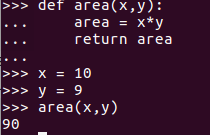 >>> def area(x,y):
...     area = x*y
...     return area
...
>>> x = 10
>>> y = 9
>>> area(x,y)
90